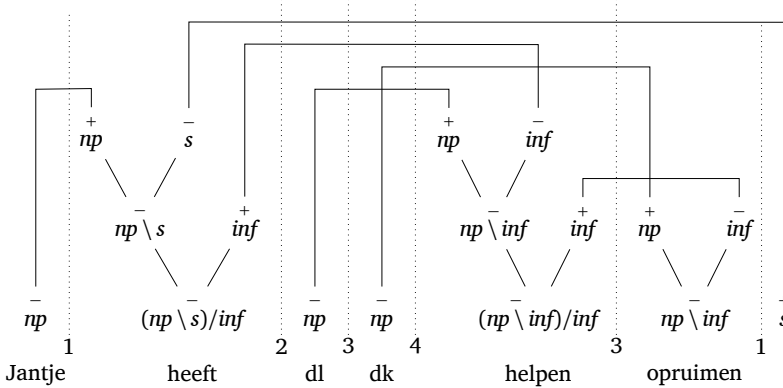 + − + −
np s np inf
− + − + + −
np \ s inf np \ inf inf np inf
− − − − − −
np (np \ s)/inf np np (np \ inf)/inf np \ inf
1 2 3 4 3 1
Jantje heeft dl dk helpen opruimen